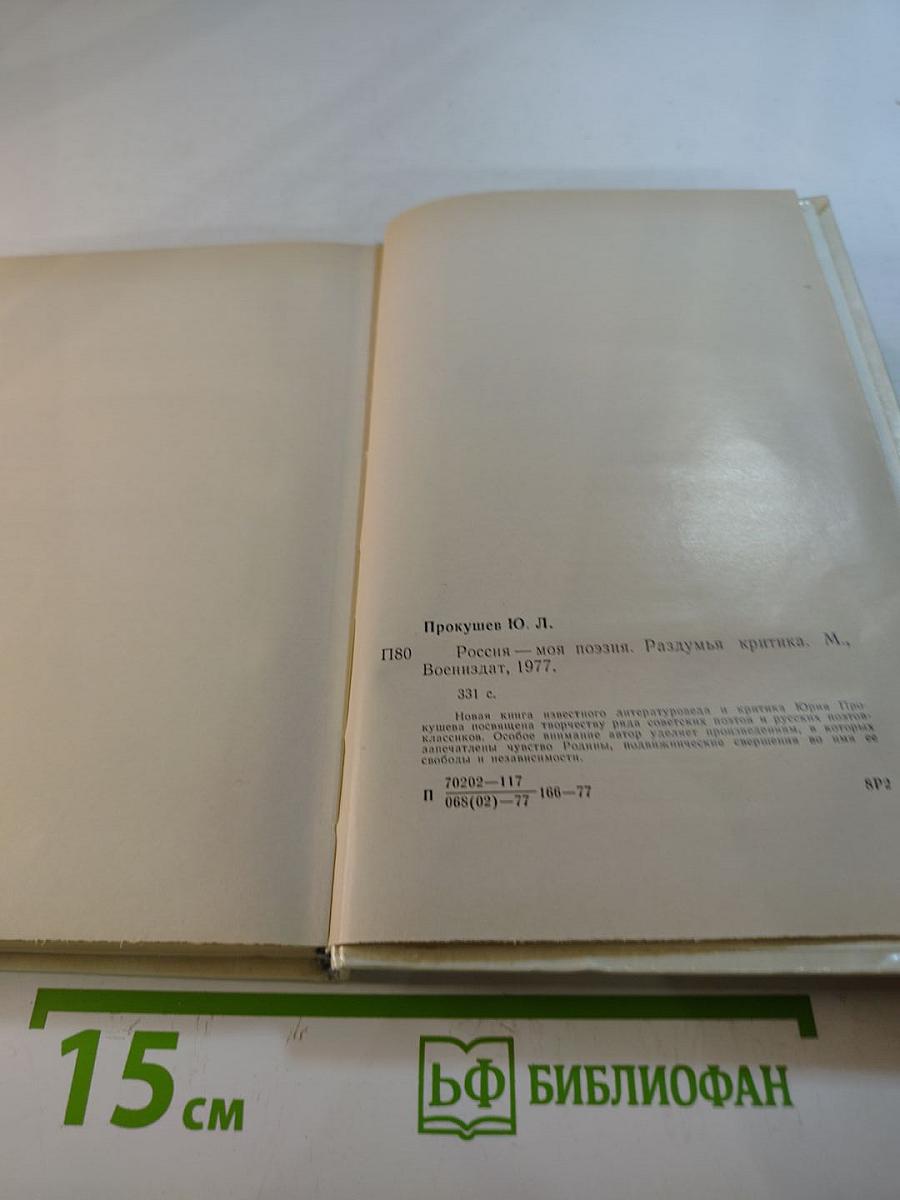 Прокушев Ю. Л.
П80 Россия — моя поэзия. Раздумья критика. М.,
Воениздат, 1977.
331 с.
Новая книга известного литературоведа и критика Юрия Про-
кушева посвящена творчеству ряда советских поэтов и русских поэтов-
классиков. Особое внимание автор уделяет произведениям, в которых
запечатлены чувство Родины, подвижнические свершения во имя ее
свободы и независимости.
П 70202—117
068(02)—77 166—77 8Р2
15 см ЬФ БИБЛИОФАН